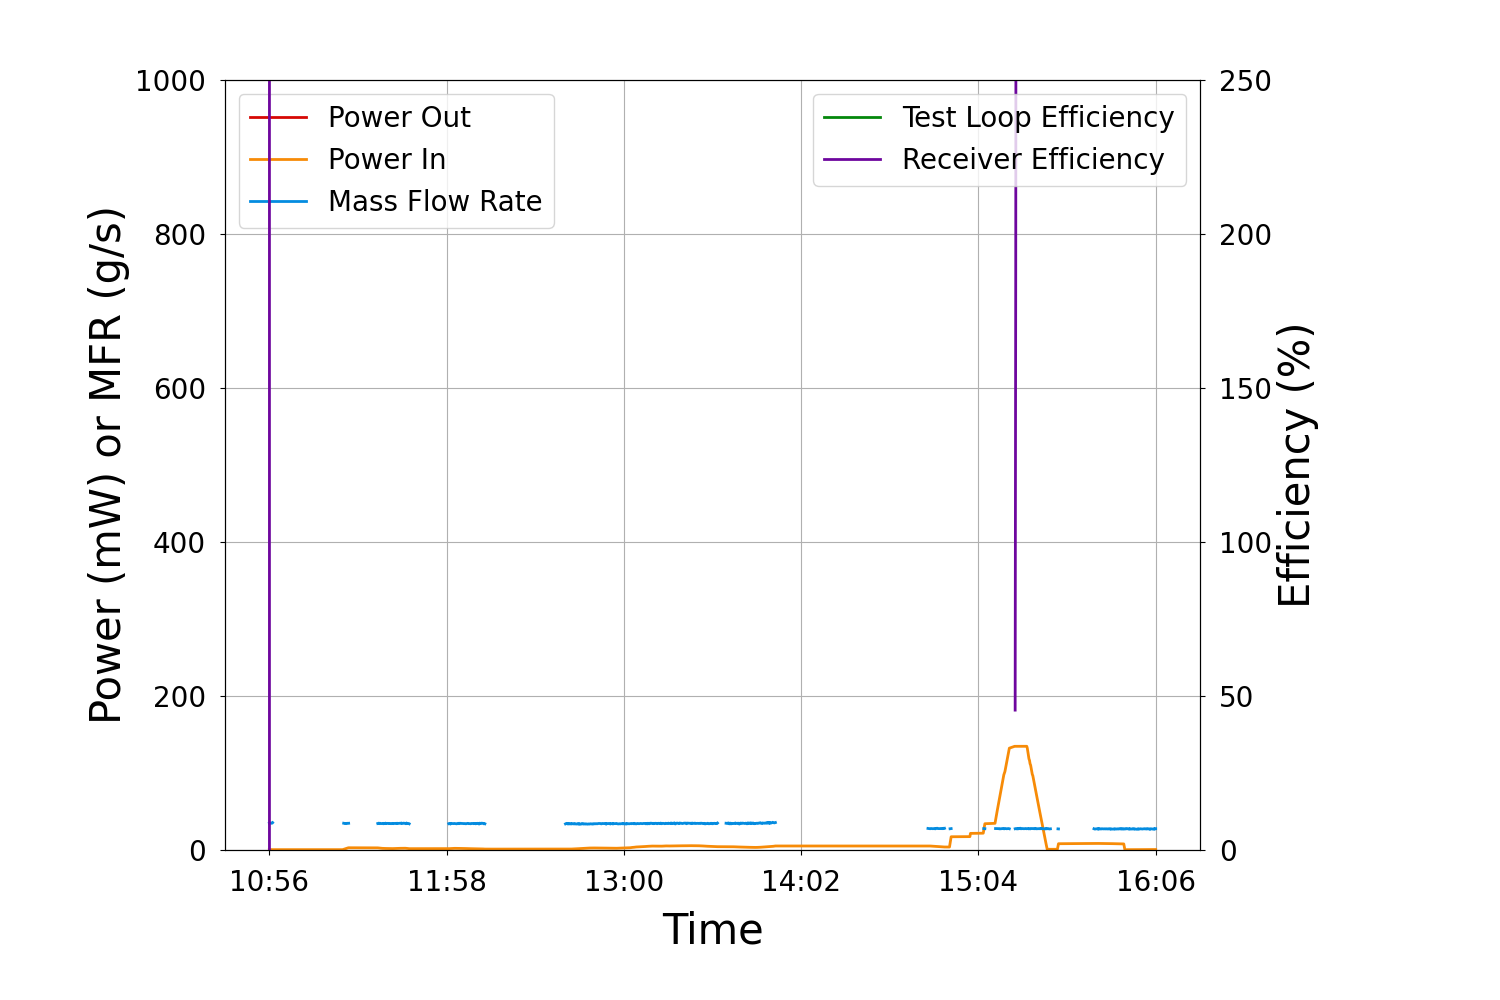 Power (mW) or MFR (g/s)
1000
800
600
400
200
0
Power Out
Power In
Mass Flow Rate
Test Loop Efficiency
Receiver Efficiency
250
200
150
100
50
0
Efficiency (%)
10:56 11:58 13:00 14:02 15:04 16:06
Time